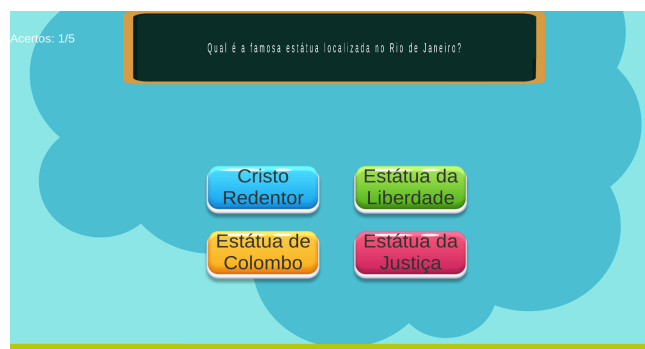 Acertos: 1/5
Qual é a famosa estátua localizada no Rio de Janeiro?
Cristo
Redentor
Estátua da
Liberdade
Estátua de
Colombo
Estátua da
Justiça